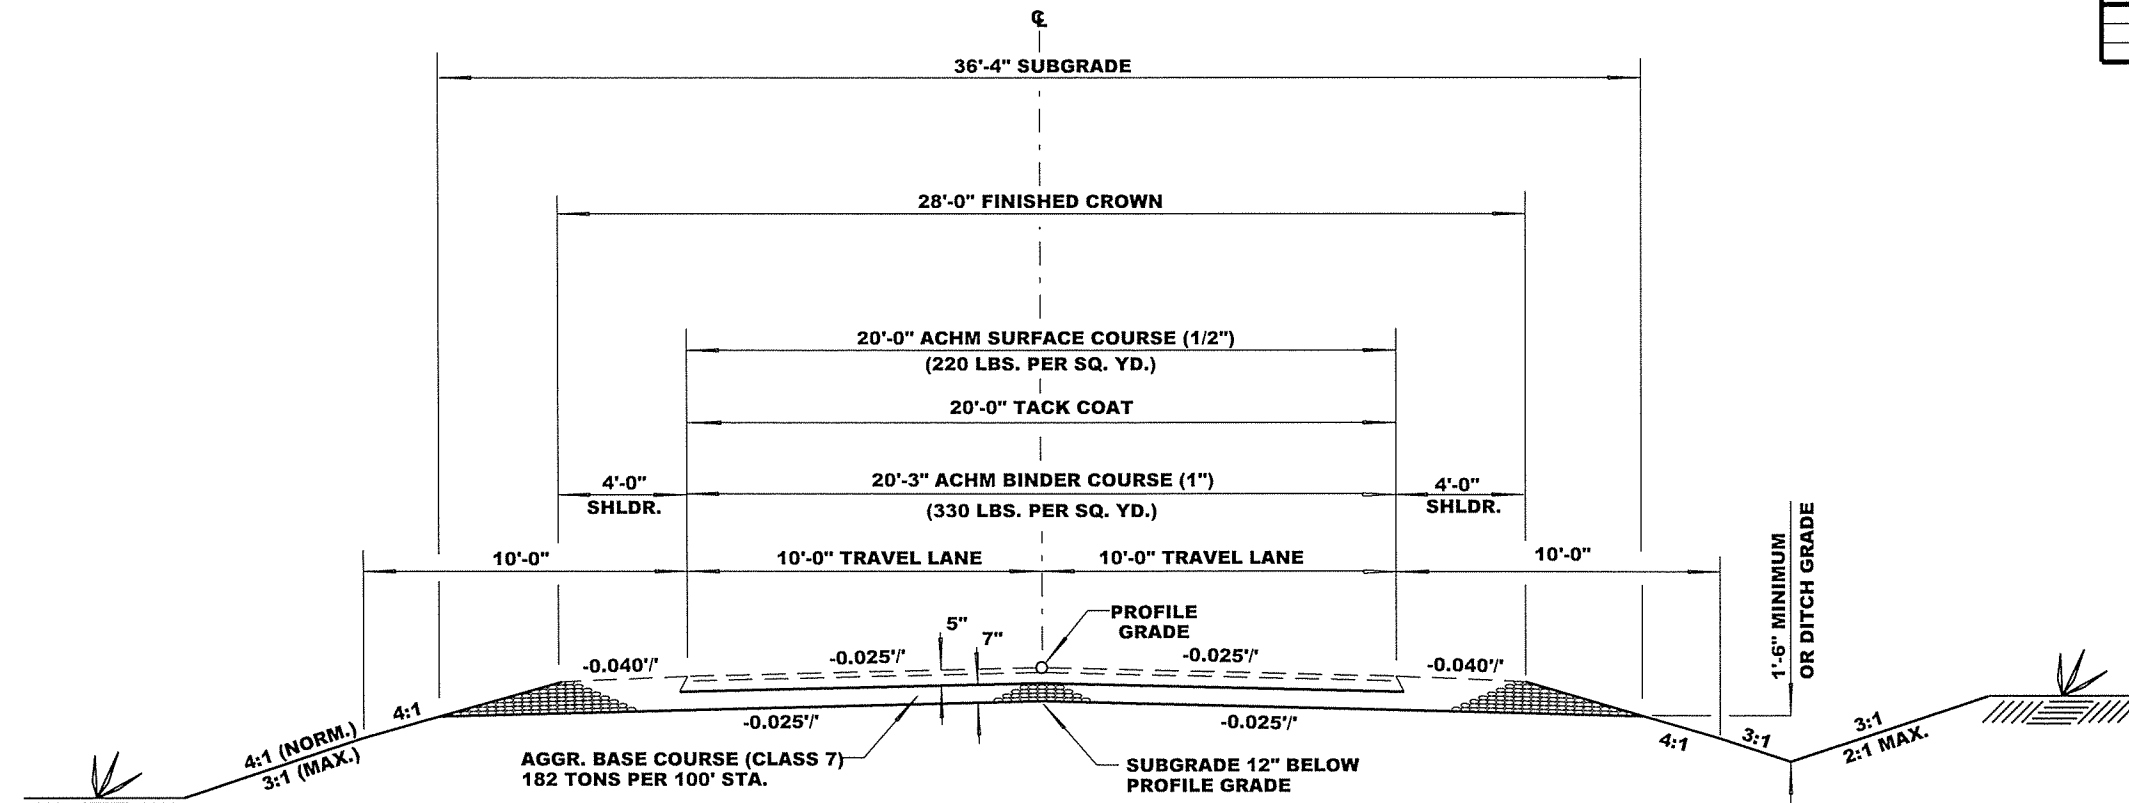 ℄
36'-4" SUBGRADE
28'-0" FINISHED CROWN
20'-0" ACHM SURFACE COURSE (1/2")
(220 LBS. PER SQ. YD.)
20'-0" TACK COAT
4'-0"
SHLDR.
20'-3" ACHM BINDER COURSE (1")
(330 LBS. PER SQ. YD.)
4'-0"
SHLDR.
10'-0"
10'-0" TRAVEL LANE
10'-0" TRAVEL LANE
10'-0"
1'-6" MINIMUM
OR DITCH GRADE
5"
7"
PROFILE
GRADE
-0.040'/'
-0.025'/'
-0.025'/'
-0.040'/'
4:1
-0.025'/'
-0.025'/'
4:1 (NORM.)
3:1 (MAX.)
4:1
3:1
3:1
2:1 MAX.
AGGR. BASE COURSE (CLASS 7)
182 TONS PER 100' STA.
SUBGRADE 12" BELOW
PROFILE GRADE